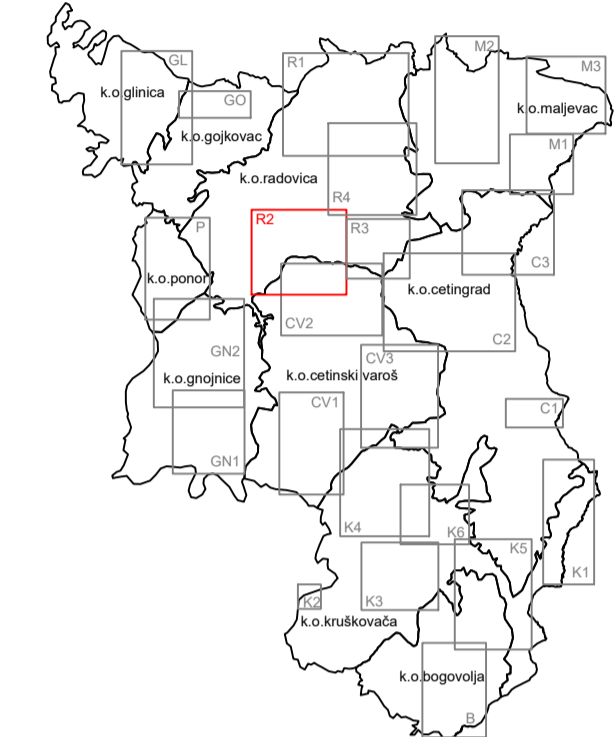 M2
GL
R1
M3
k.o.glinica
GO
k.o.maljevac
k.o.gojkovac
M1
k.o.radovica
R4
R2
P
R3
C3
k.o.ponor
k.o.cetingrad
CV2
C2
GN2
CV3
k.o.gnojnice
k.o.cetinski varoš
CV1
C1
GN1
K4
K6
K5
K1
K2
K3
k.o.kruškovača
k.o.bogovolja
B